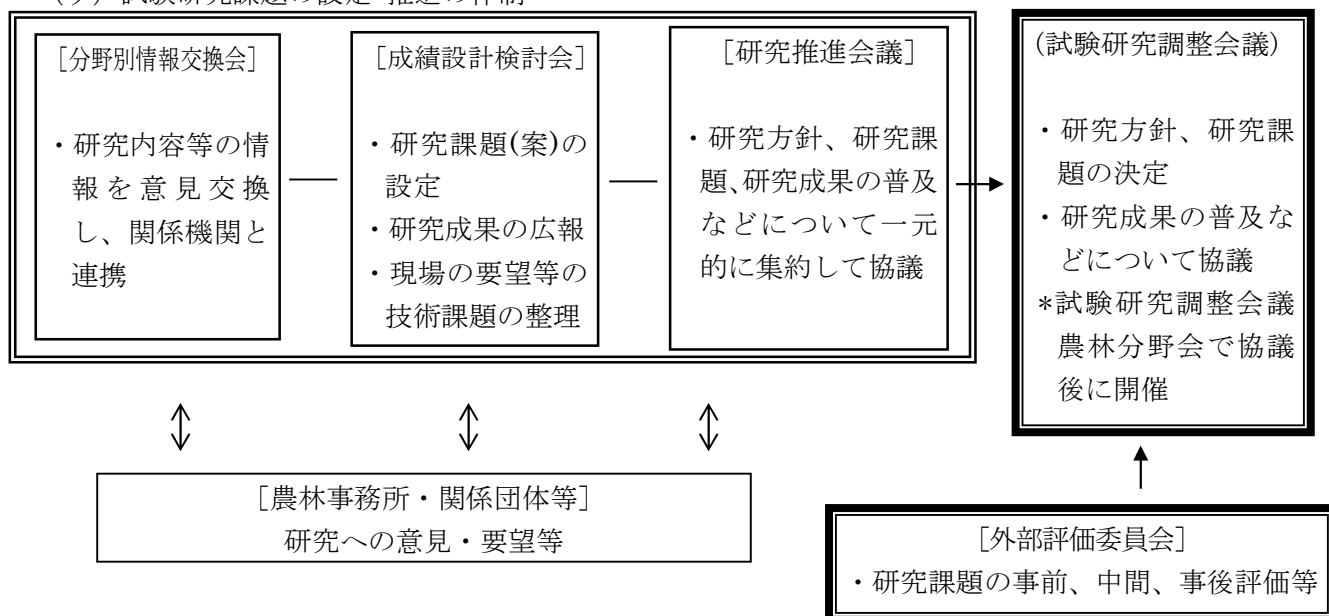 試験研究課題の設定・推進の体制
[分野別情報交換会]
・研究内容等の情
報を意見交換
し、関係機関と
連携
[成績設計検討会]
・研究課題(案)の
設定
・研究成果の広報
・現場の要望等の
技術課題の整理
[研究推進会議]
・研究方針、研究課
題、研究成果の普及
などについて一元
的に集約して協議
(試験研究調整会議)
・研究方針、研究課
題の決定
・研究成果の普及な
どについて協議
*試験研究調整会議
農林分野会で協議
後に開催
[農林事務所・関係団体等]
研究への意見・要望等
[外部評価委員会]
・研究課題の事前、中間、事後評価等